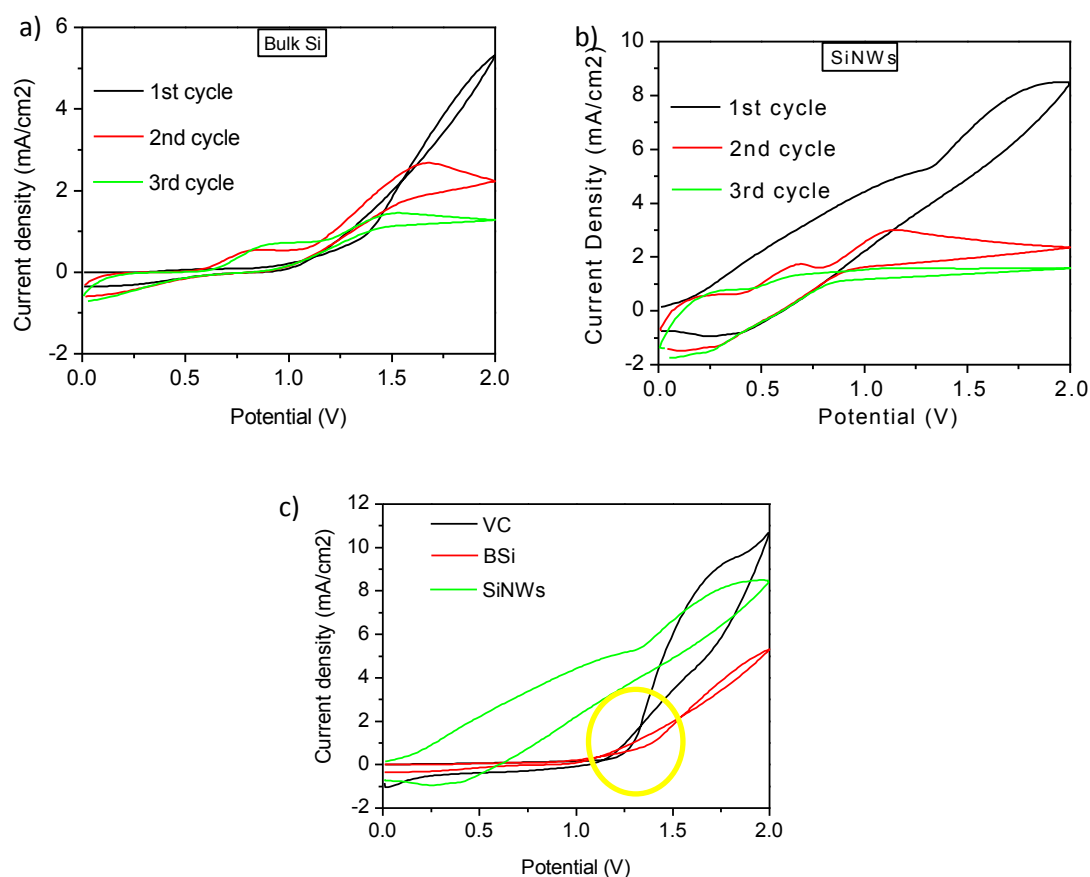 a)
Bulk Si
1st cycle
2nd cycle
3rd cycle
6
4
2
0
-2
0.0
0.5
1.0
1.5
2.0
Current density (mA/cm2)
Potential (V)
b)
SiNWs
1st cycle
2nd cycle
3rd cycle
10
8
6
4
2
0
-2
0.0
0.5
1.0
1.5
2.0
Current Density (mA/cm2)
Potential (V)
c)
VC
BSi
SiNWs
12
10
8
6
4
2
0
-2
0.0
0.5
1.0
1.5
2.0
Current density (mA/cm2)
Potential (V)